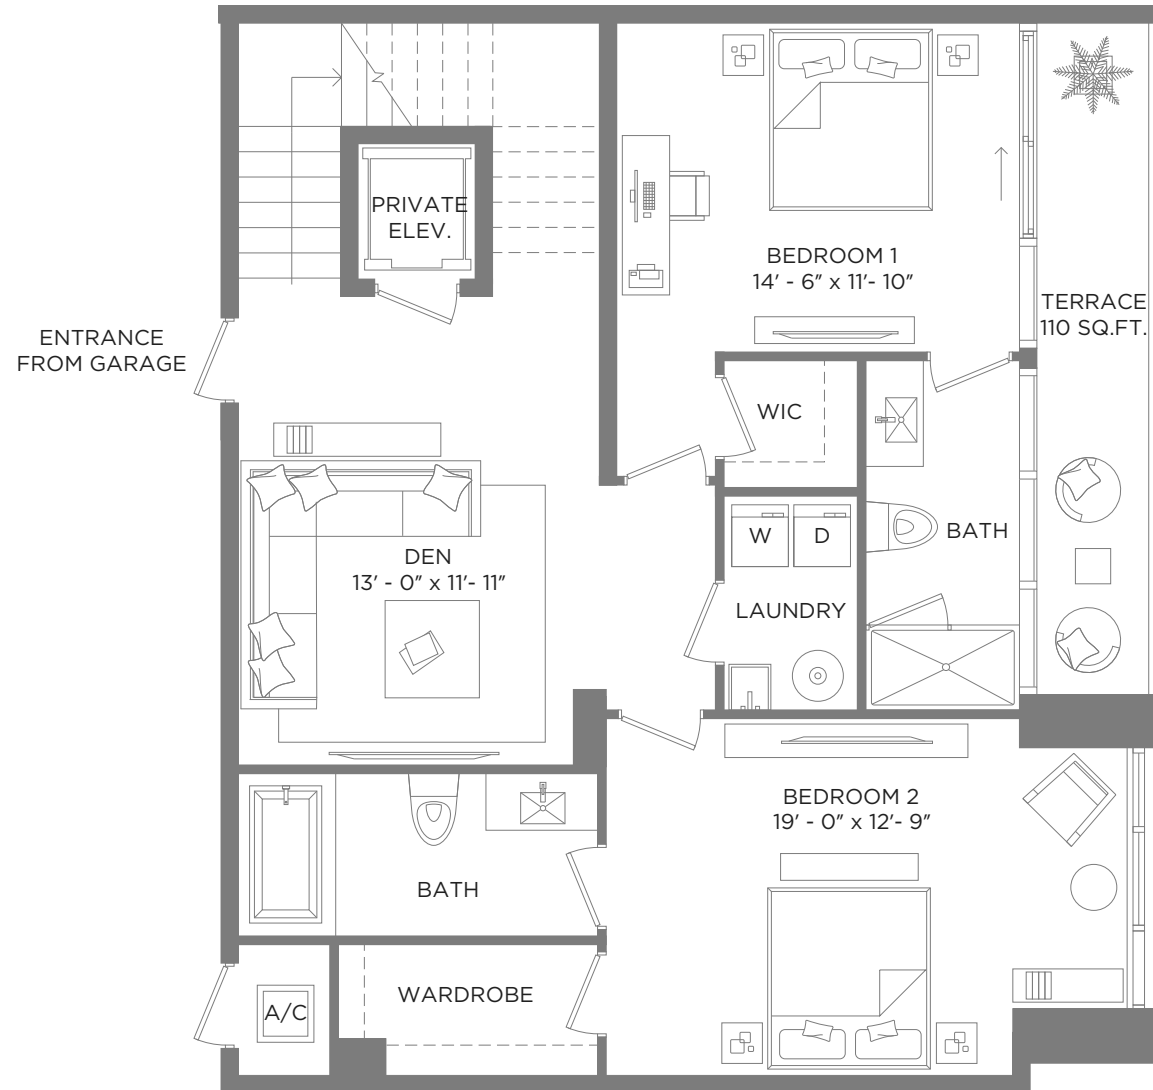 PRIVATE
ELEV.
BEDROOM 1
14' - 6" x 11'- 10"
TERRACE
110 SQ.FT.
ENTRANCE
FROM GARAGE
WIC
W
D
BATH
DEN
13' - 0" x 11'- 11"
LAUNDRY
BEDROOM 2
19' - 0" x 12'- 9"
BATH
WARDROBE
A/C